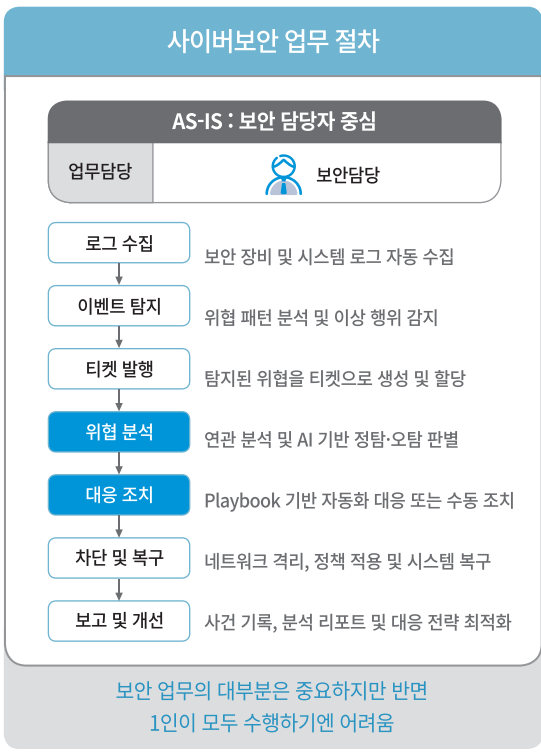 사이버보안 업무 절차
AS-IS : 보안 담당자 중심
업무담당
보안담당
로그 수집
보안 장비 및 시스템 로그 자동 수집
이벤트 탐지
위협 패턴 분석 및 이상 행위 감지
티켓 발행
탐지된 위협을 티켓으로 생성 및 할당
위협 분석
연관 분석 및 AI 기반 정탐·오탐 판별
대응 조치
Playbook 기반 자동화 대응 또는 수동 조치
차단 및 복구
네트워크 격리, 정책 적용 및 시스템 복구
보고 및 개선
사건 기록, 분석 리포트 및 대응 전략 최적화
보안 업무의 대부분은 중요하지만 반면
1인이 모두 수행하기엔 어려움